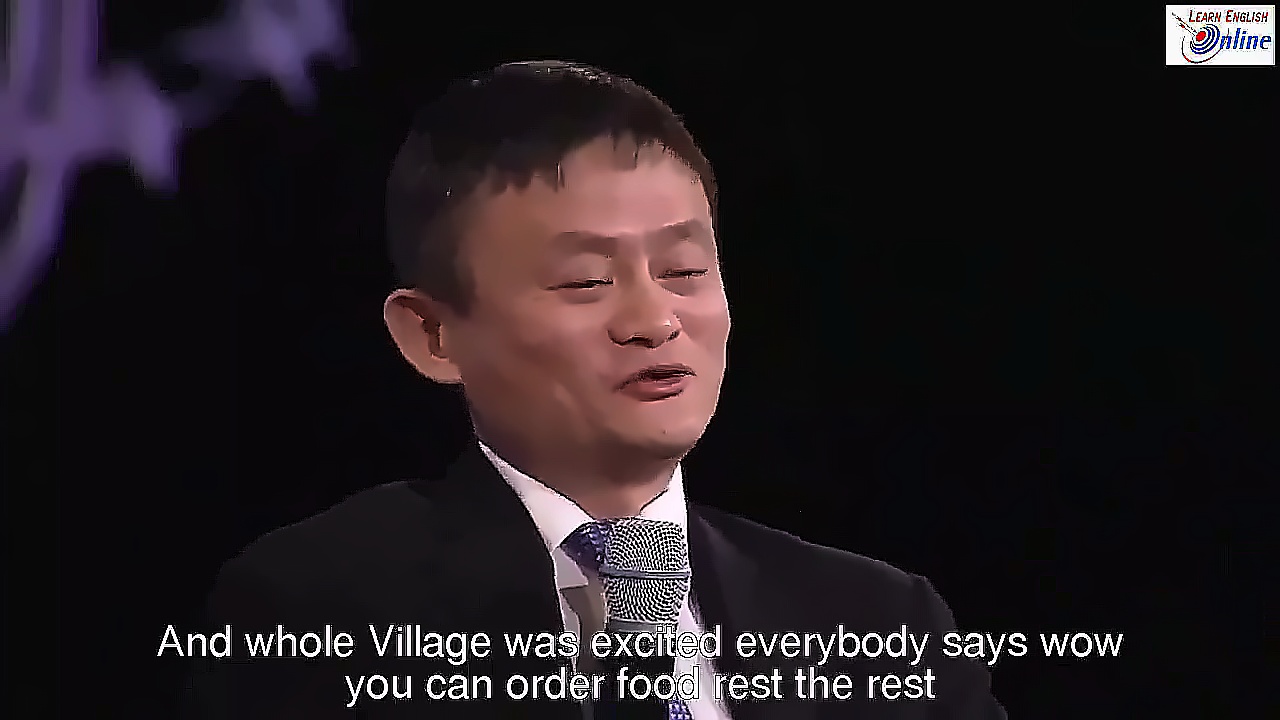 LEARN ENGLISH
Online
And whole Village was excited everybody says wow
you can order food rest the rest